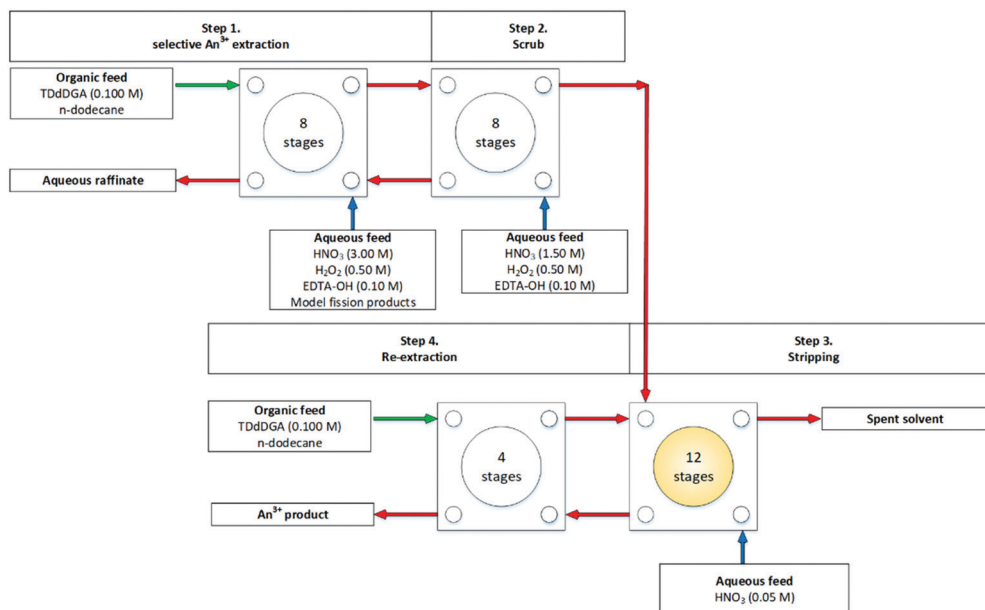 Step 1.
selective An³⁺ extraction
Step 2.
Scrub
Organic feed
TDdDGA (0.100 M)
n-dodecane
8
stages
8
stages
Aqueous raffinate
Aqueous feed
HNO₃ (3.00 M)
H₂O₂ (0.50 M)
EDTA-OH (0.10 M)
Model fission products
Aqueous feed
HNO₃ (1.50 M)
H₂O₂ (0.50 M)
EDTA-OH (0.10 M)
Step 4.
Re-extraction
Step 3.
Stripping
Organic feed
TDdDGA (0.100 M)
n-dodecane
4
stages
12
stages
Spent solvent
An³⁺ product
Aqueous feed
HNO₃ (0.05 M)